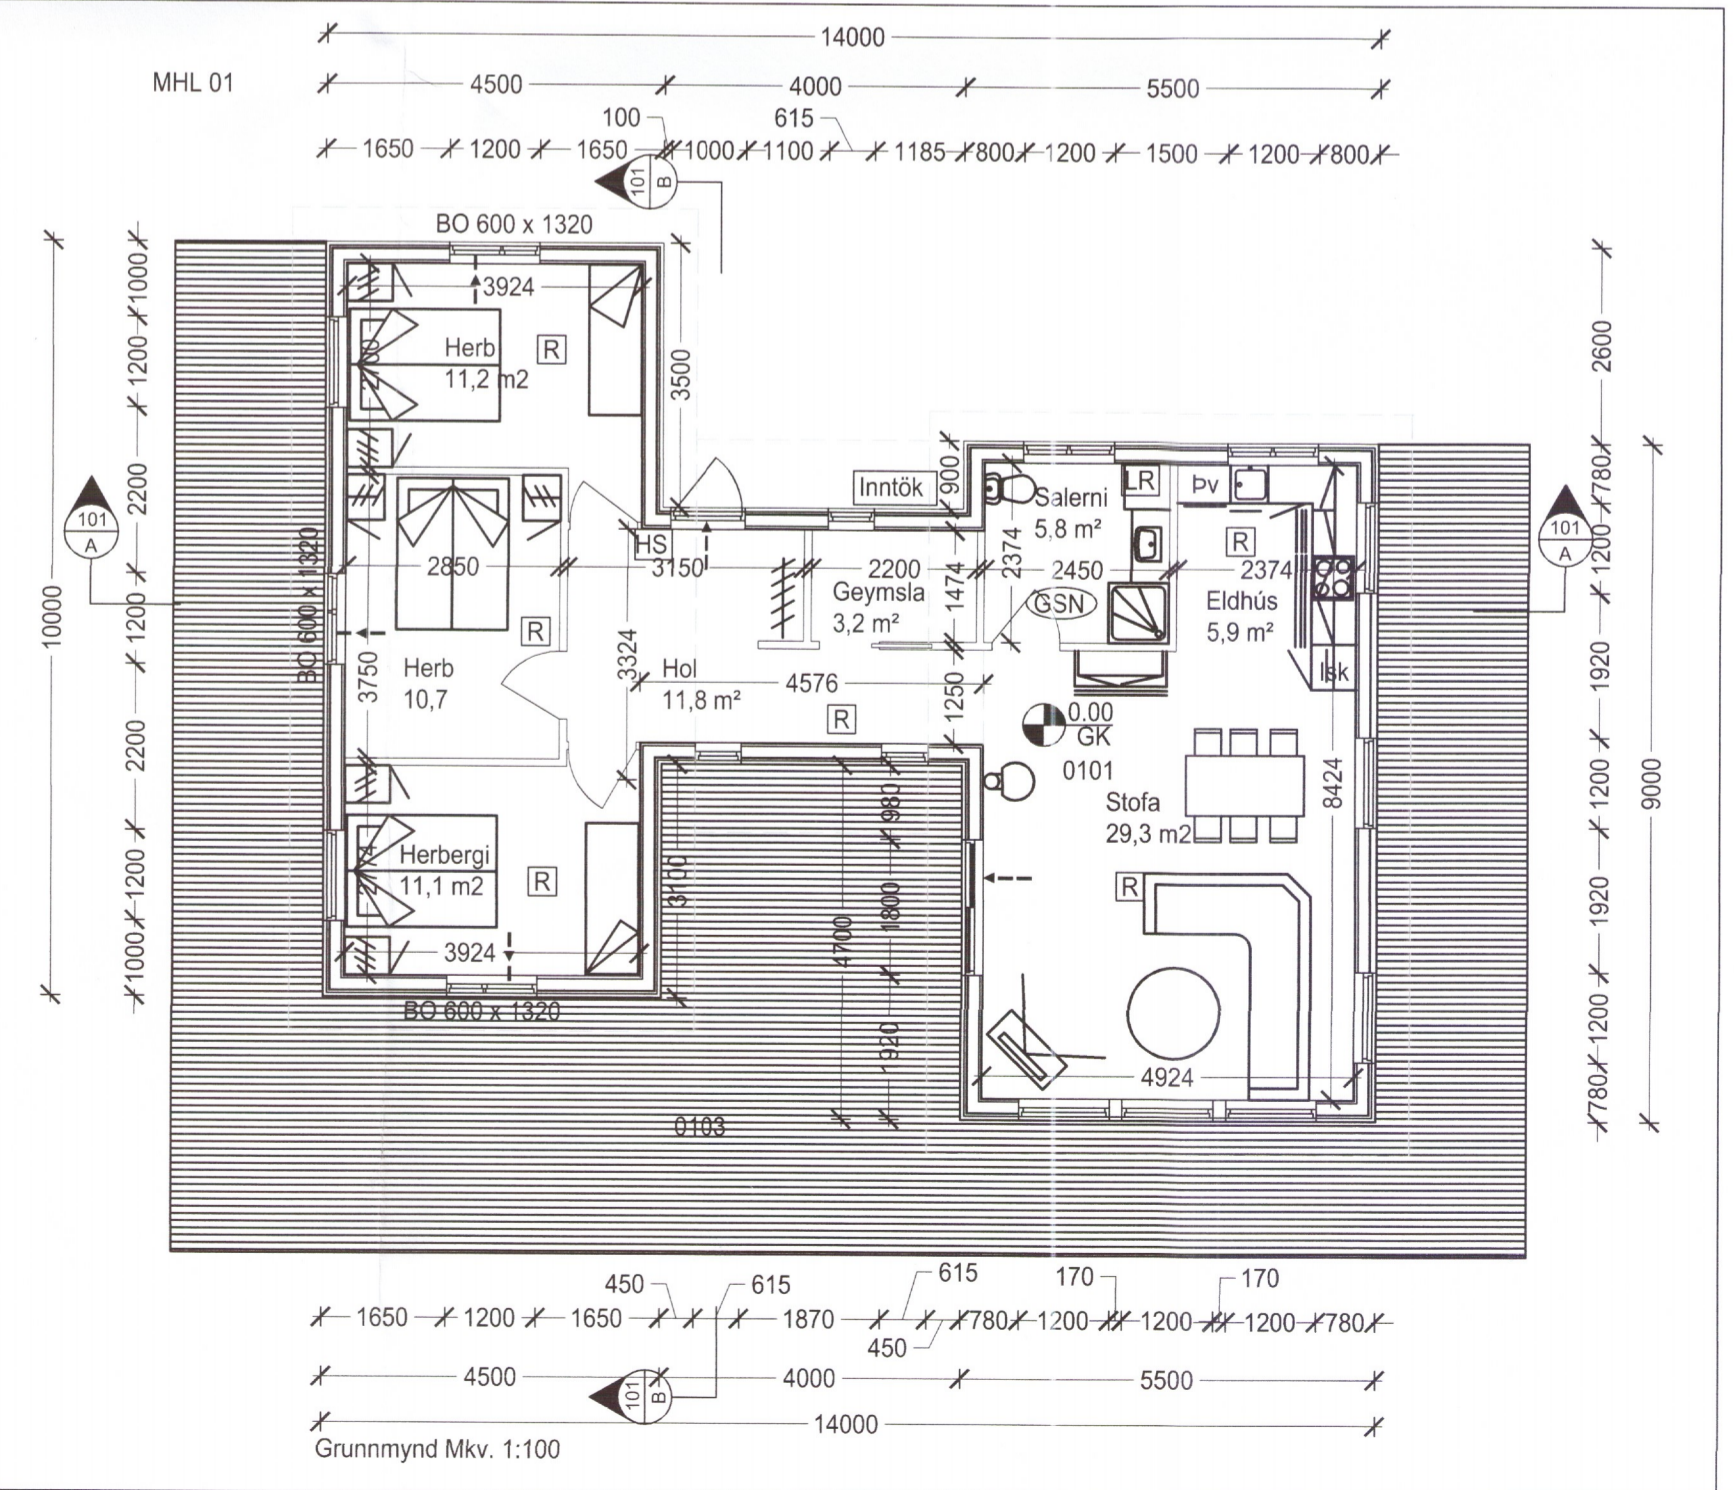 14000
MHL 01
4500 4000 5500
100 615
1650 1200 1650 1000 1100 1185 800 1200 1500 1200 800
101 B
BO 600 x 1320
10000
1000
1200
2200
1200
2200
1200
1000
3924
Herb
11,2 m2
R
3500
2600
780
1200
1920
1200
1920
1200
780
9000
101
A
101
A
Inntök
900
Salerni
5,8 m²
LR
Þv
R
HS
2850 3150 2200 2450 2374
2374
1474
Geymsla
3,2 m²
GSN
Eldhús
5,9 m²
Ísk
BO 600 x 1320
R
3750
Herb
10,7
3324
Hol
11,8 m²
4576
R
1250
0.00
GK
0101
Stofa
29,3 m2
8424
R
Herbergi
11,1 m2
R
3924
3100
4700
980
1800
1920
4924
BO 600 x 1320
0103
450 615 615 170 170
1650 1200 1650 1870 780 1200 1200 1200 780
450
4500 4000 5500
101 B
14000
Grunnmynd Mkv. 1:100